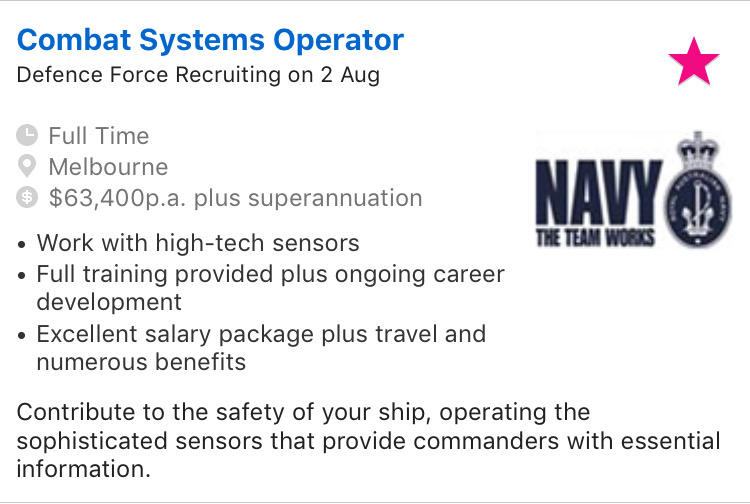 Combat Systems Operator
Defence Force Recruiting on 2 Aug
Full Time
Melbourne
$63,400p.a. plus superannuation
NAVY
THE TEAM WORKS
• Work with high-tech sensors
• Full training provided plus ongoing career
development
• Excellent salary package plus travel and
numerous benefits
Contribute to the safety of your ship, operating the
sophisticated sensors that provide commanders with essential
information.